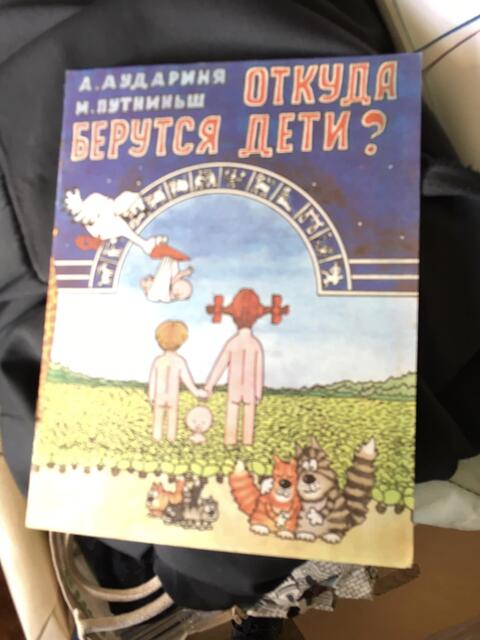 А. АУДАРИНЯ
М. ПУТНИНЬШ
ОТКУДА
БЕРУТСЯ ДЕТИ?